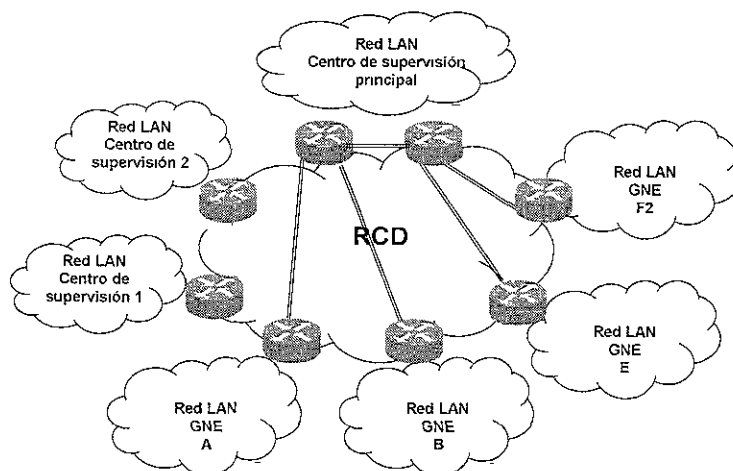 Red LAN
Centro de supervisión
principal
Red LAN
Centro de
supervisión 2
Red LAN
GNE
F2
RCD
Red LAN
Centro de
supervisión 1
Red LAN
GNE
E
Red LAN
GNE
A
Red LAN
GNE
B